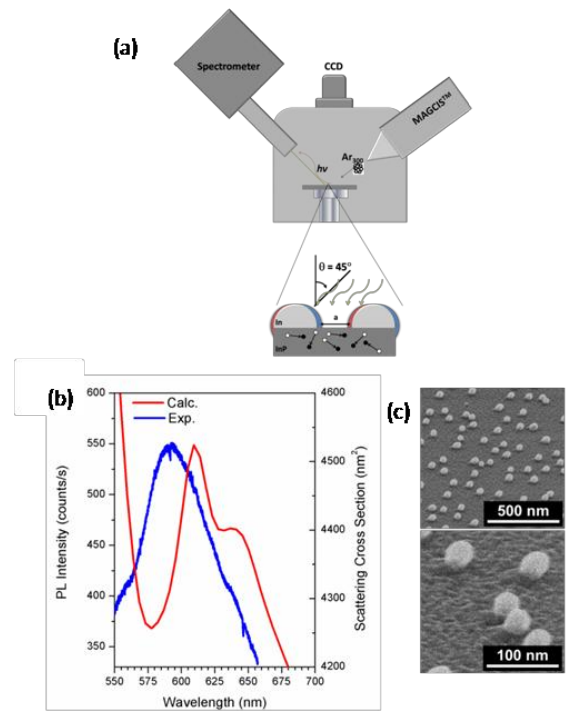 (a)
Spectrometer
CCD
MAGCIS™
Ar500
hν
θ = 45°
a
In
InP
(b)
Calc.
Exp.
PL Intensity (counts/s)
600
550
500
450
400
350
4600
4500
4400
4300
4200
Scattering Cross Section (nm²)
550 575 600 625 650 675 700
Wavelength (nm)
(c)
500 nm
100 nm